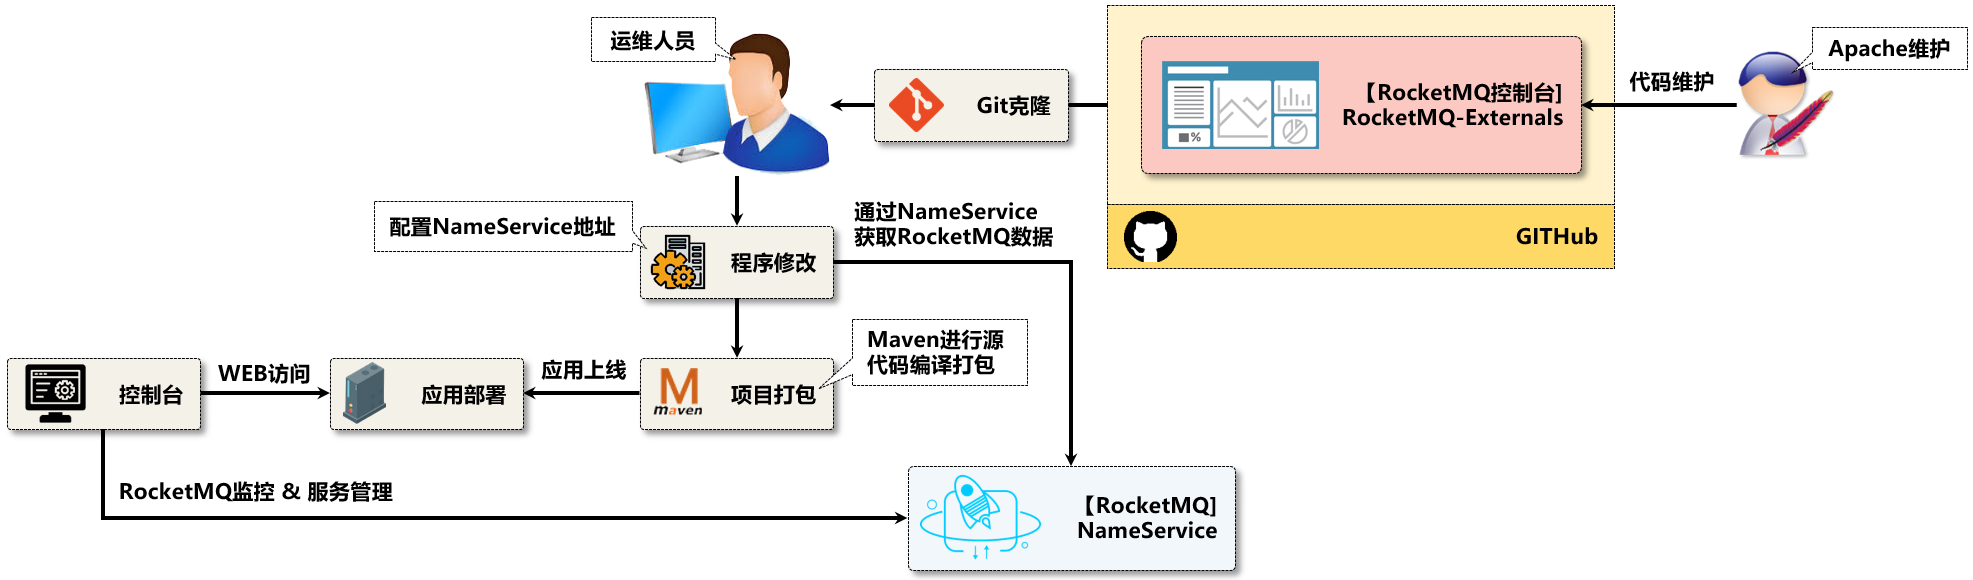 运维人员
Apache维护
Git克隆
【RocketMQ控制台]
RocketMQ-Externals
%
代码维护
GITHub
配置NameService地址
通过NameService
获取RocketMQ数据
程序修改
Maven进行源
代码编译打包
控制台
WEB访问
应用部署
应用上线
M
maven
项目打包
RocketMQ监控 & 服务管理
【RocketMQ]
NameService